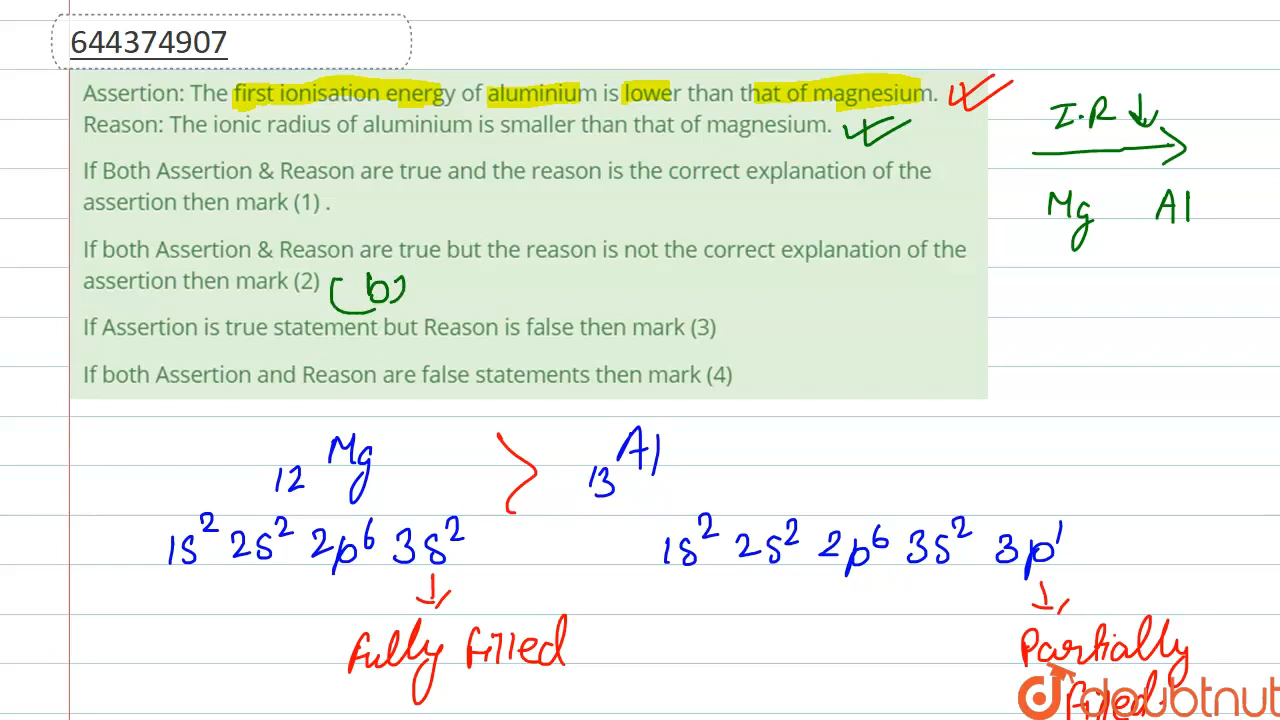 644374907
Assertion: The first ionisation energy of aluminium is lower than that of magnesium.
Reason: The ionic radius of aluminium is smaller than that of magnesium.
I.R ↓
Mg Al
If Both Assertion & Reason are true and the reason is the correct explanation of the
assertion then mark (1) .
If both Assertion & Reason are true but the reason is not the correct explanation of the
assertion then mark (2) (b)
If Assertion is true statement but Reason is false then mark (3)
If both Assertion and Reason are false statements then mark (4)
12 Mg > 13 Al
1s² 2s² 2p⁶ 3s² 1s² 2s² 2p⁶ 3s² 3p¹
Fully filled Partially
filled
doubtnut